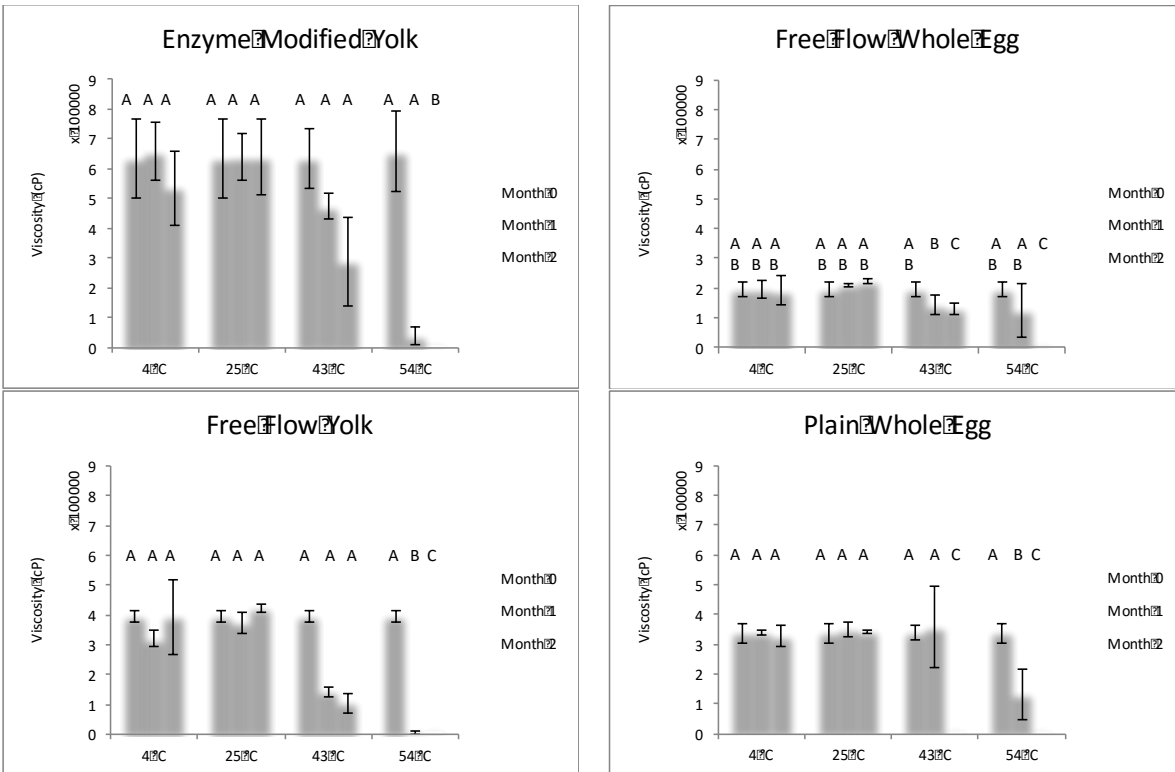 Enzyme Modified Yolk
9
8
7
6
5
4
3
2
1
0
x 100000
Viscosity (cP)
A A A A A A A A A A A B
4 °C 25 °C 43 °C 54 °C
Month 0
Month 1
Month 2
Free Flow Whole Egg
9
8
7
6
5
4
3
2
1
0
x 100000
Viscosity (cP)
A A A A A A A B C A A C
B B B B B B B B B
4 °C 25 °C 43 °C 54 °C
Month 0
Month 1
Month 2
Free Flow Yolk
9
8
7
6
5
4
3
2
1
0
x 100000
Viscosity (cP)
A A A A A A A A A A B C
4 °C 25 °C 43 °C 54 °C
Month 0
Month 1
Month 2
Plain Whole Egg
9
8
7
6
5
4
3
2
1
0
x 100000
Viscosity (cP)
A A A A A A A A C A B C
4 °C 25 °C 43 °C 54 °C
Month 0
Month 1
Month 2